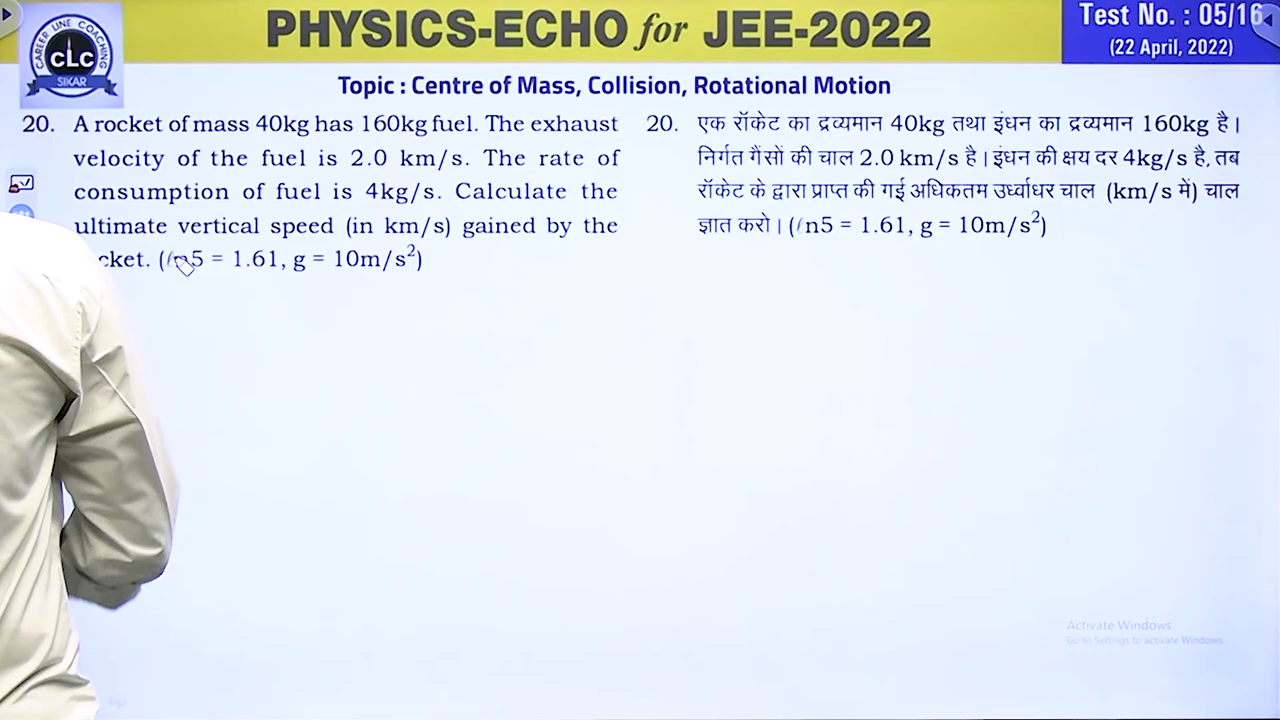 PHYSICS-ECHO for JEE-2022
Test No. : 05/16
(22 April, 2022)
CAREER LINE COACHING
CLC
SIKAR
Topic : Centre of Mass, Collision, Rotational Motion
20. A rocket of mass 40kg has 160kg fuel. The exhaust
velocity of the fuel is 2.0 km/s. The rate of
consumption of fuel is 4kg/s. Calculate the
ultimate vertical speed (in km/s) gained by the
cket. (ℓn5 = 1.61, g = 10m/s²)
20. एक रॉकेट का द्रव्यमान 40kg तथा इंधन का द्रव्यमान 160kg है।
निर्गत गैंसों की चाल 2.0 km/s है। इंधन की क्षय दर 4kg/s है, तब
रॉकेट के द्वारा प्राप्त की गई अधिकतम उर्ध्वाधर चाल (km/s में) चाल
ज्ञात करो। (ℓn5 = 1.61, g = 10m/s²)
Activate Windows
Go to Settings to activate Windows.